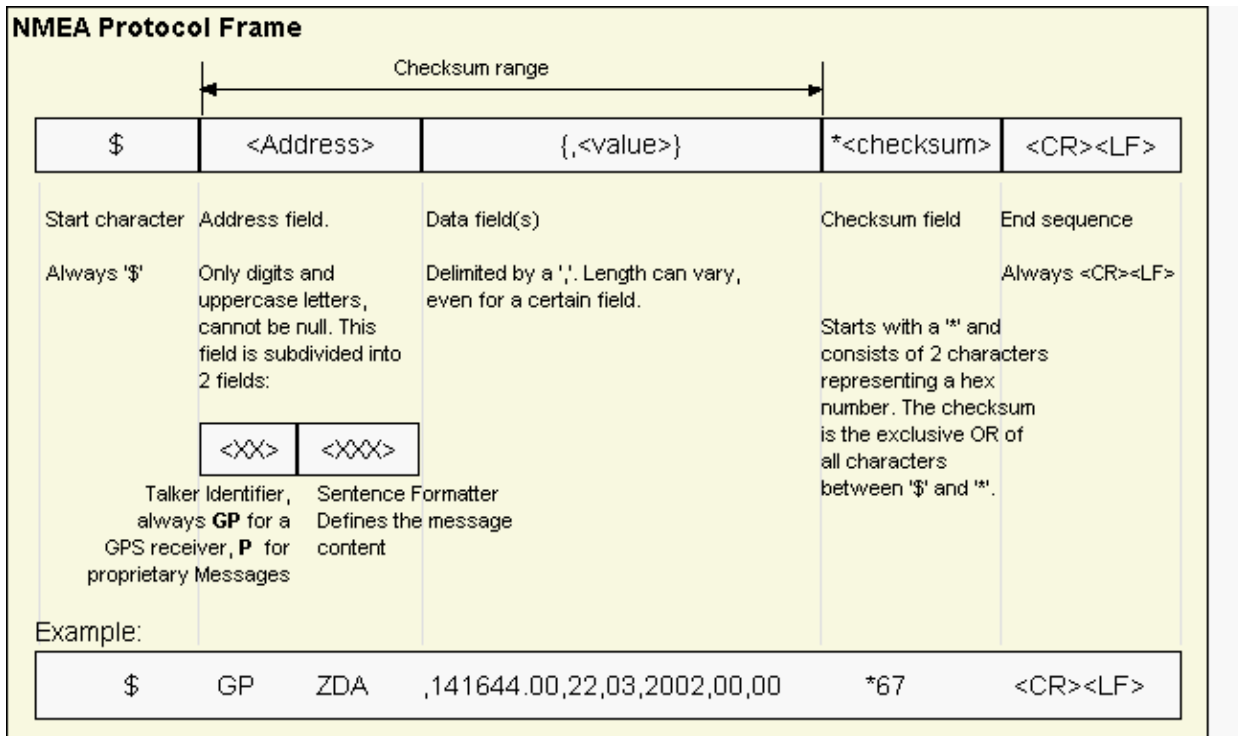 NMEA Protocol Frame
Checksum range
$ <Address> {,<value>} *<checksum> <CR><LF>
Start character
Always '$'
Address field.
Only digits and
uppercase letters,
cannot be null. This
field is subdivided into
2 fields:
<XX> <XXX>
Talker Identifier,
always GP for a
GPS receiver, P for
proprietary Messages
Sentence Formatter
Defines the message
content
Data field(s)
Delimited by a ','. Length can vary,
even for a certain field.
Checksum field
Starts with a '*' and
consists of 2 characters
representing a hex
number. The checksum
is the exclusive OR of
all characters
between '$' and '*'.
End sequence
Always <CR><LF>
Example:
$ GP ZDA ,141644.00,22,03,2002,00,00 *67 <CR><LF>